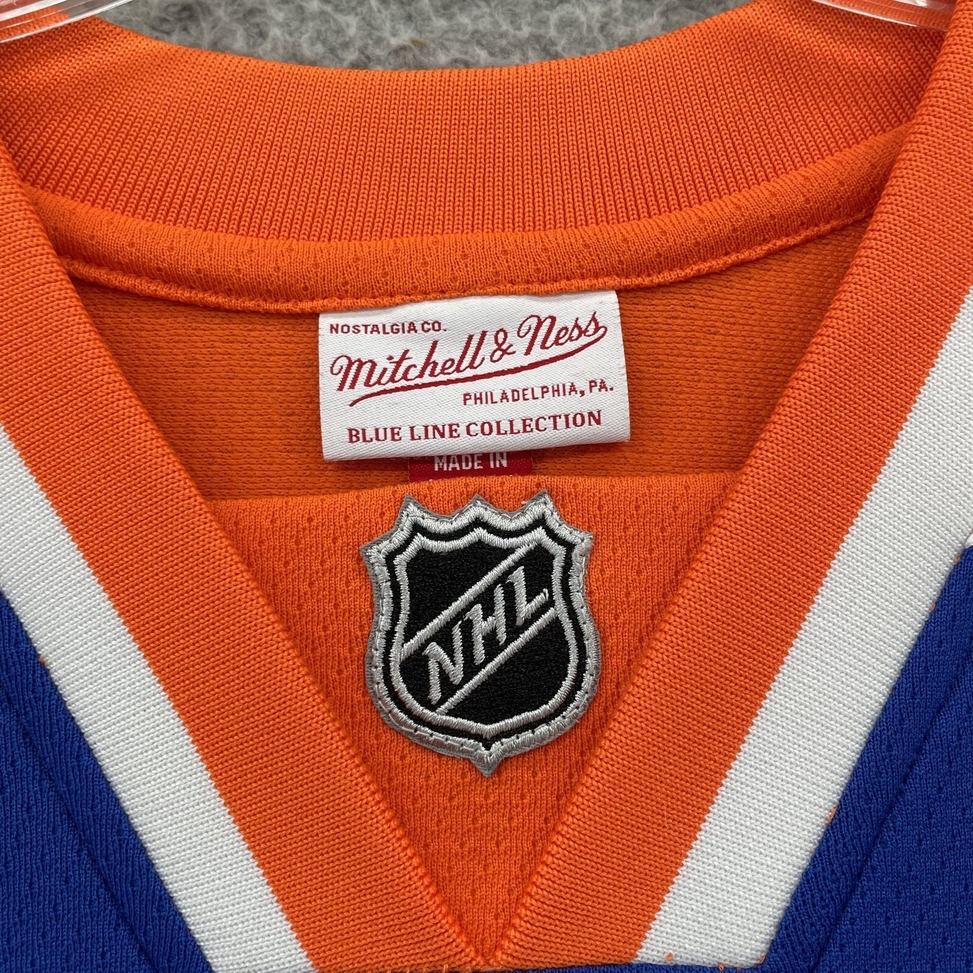 NOSTALGIA CO.
Mitchell & Ness
PHILADELPHIA, PA.
BLUE LINE COLLECTION
MADE IN
NHL